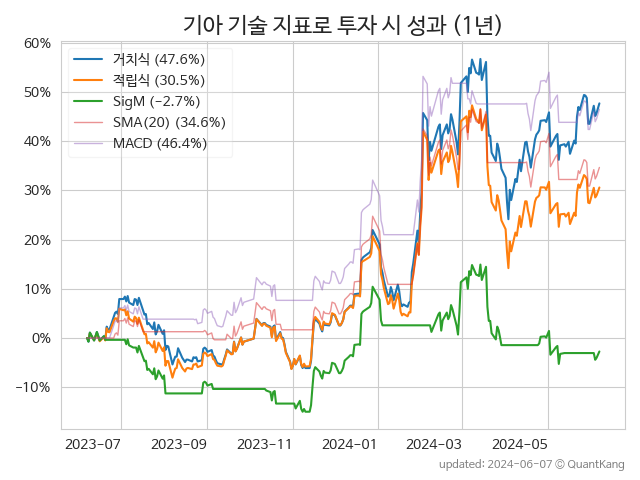 기아 기술 지표로 투자 시 성과 (1년)
60%
50%
40%
30%
20%
10%
0%
−10%
거치식 (47.6%)
적립식 (30.5%)
SigM (−2.7%)
SMA(20) (34.6%)
MACD (46.4%)
2023-07
2023-09
2023-11
2024-01
2024-03
2024-05
updated: 2024-06-07 © QuantKang